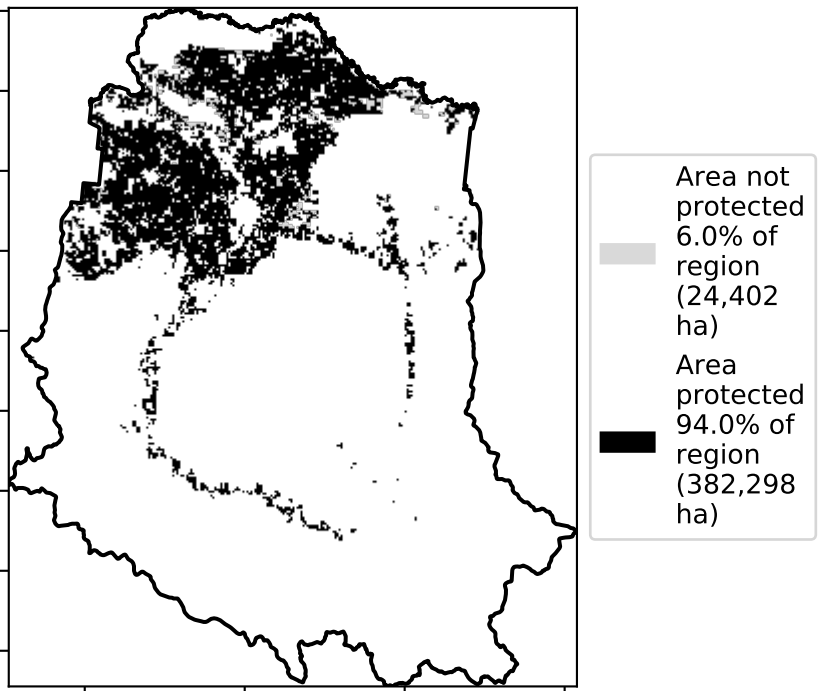 Area not
protected
6.0% of
region
(24,402
ha)
Area
protected
94.0% of
region
(382,298
ha)